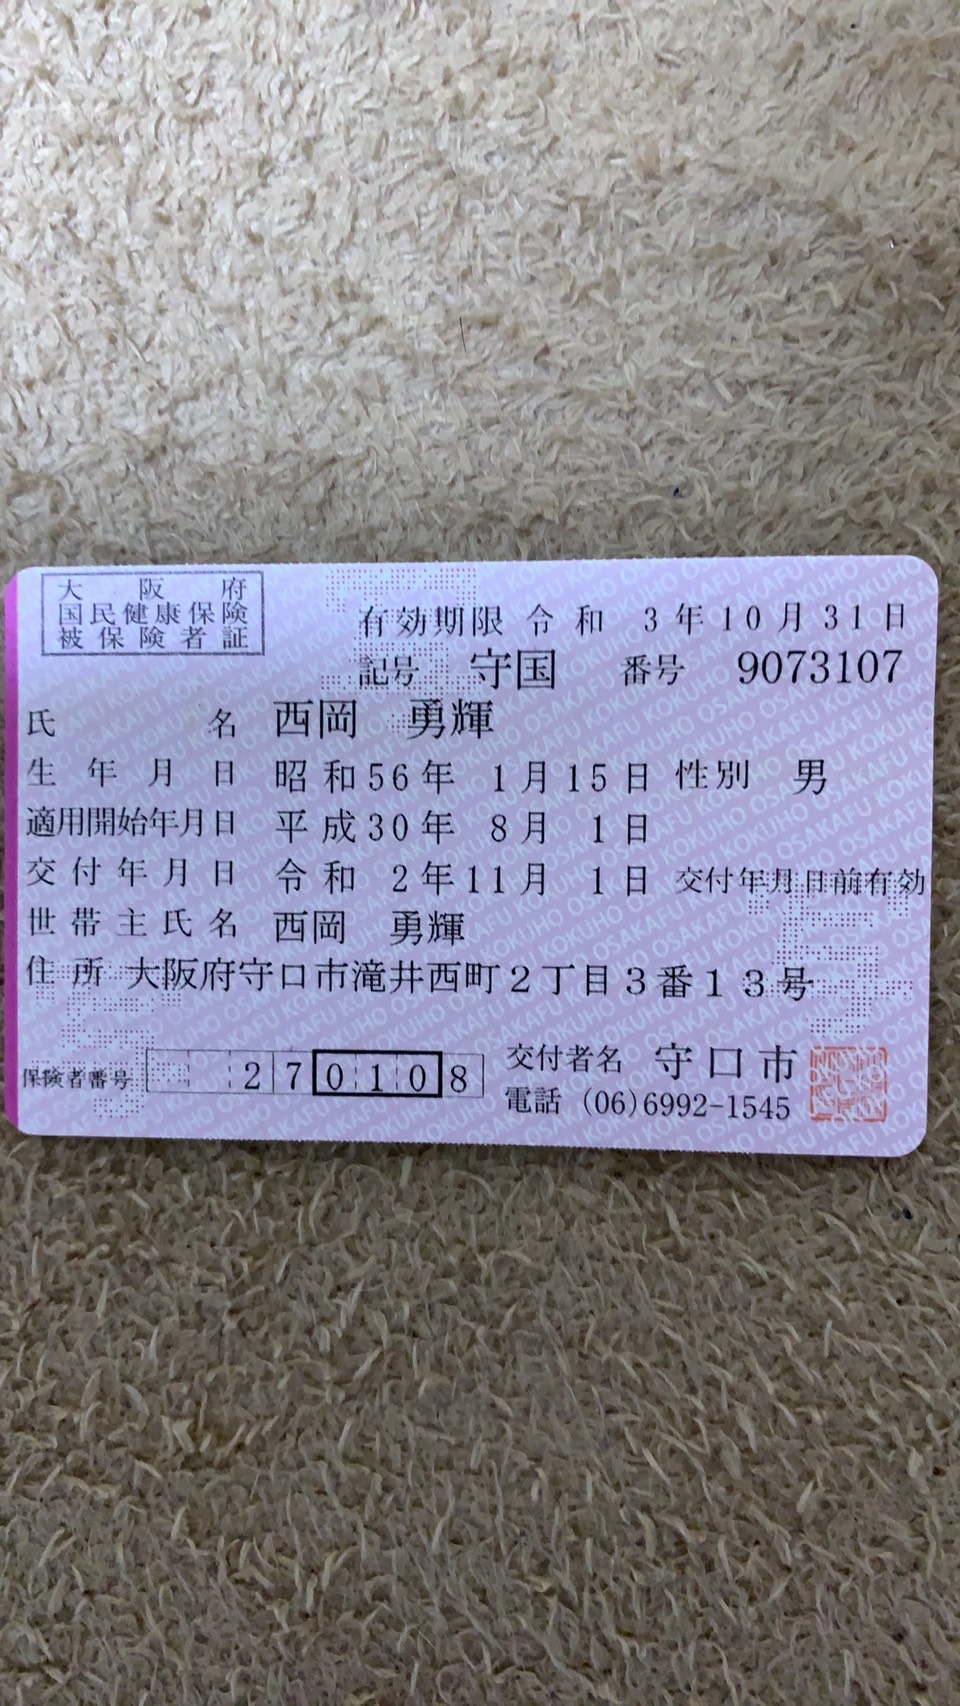 大阪府
国民健康保険
被保険者証
有効期限 令和 3年10月31日
記号 守国 番号 9073107
氏名 西岡 勇輝
生年月日 昭和56年 1月15日 性別 男
適用開始年月日 平成30年 8月 1日
交付年月日 令和 2年11月 1日 交付年月日前有効
世帯主氏名 西岡 勇輝
住所 大阪府守口市滝井西町2丁目3番13号
保険者番号 270108
交付者名 守口市
電話 (06)6992-1545